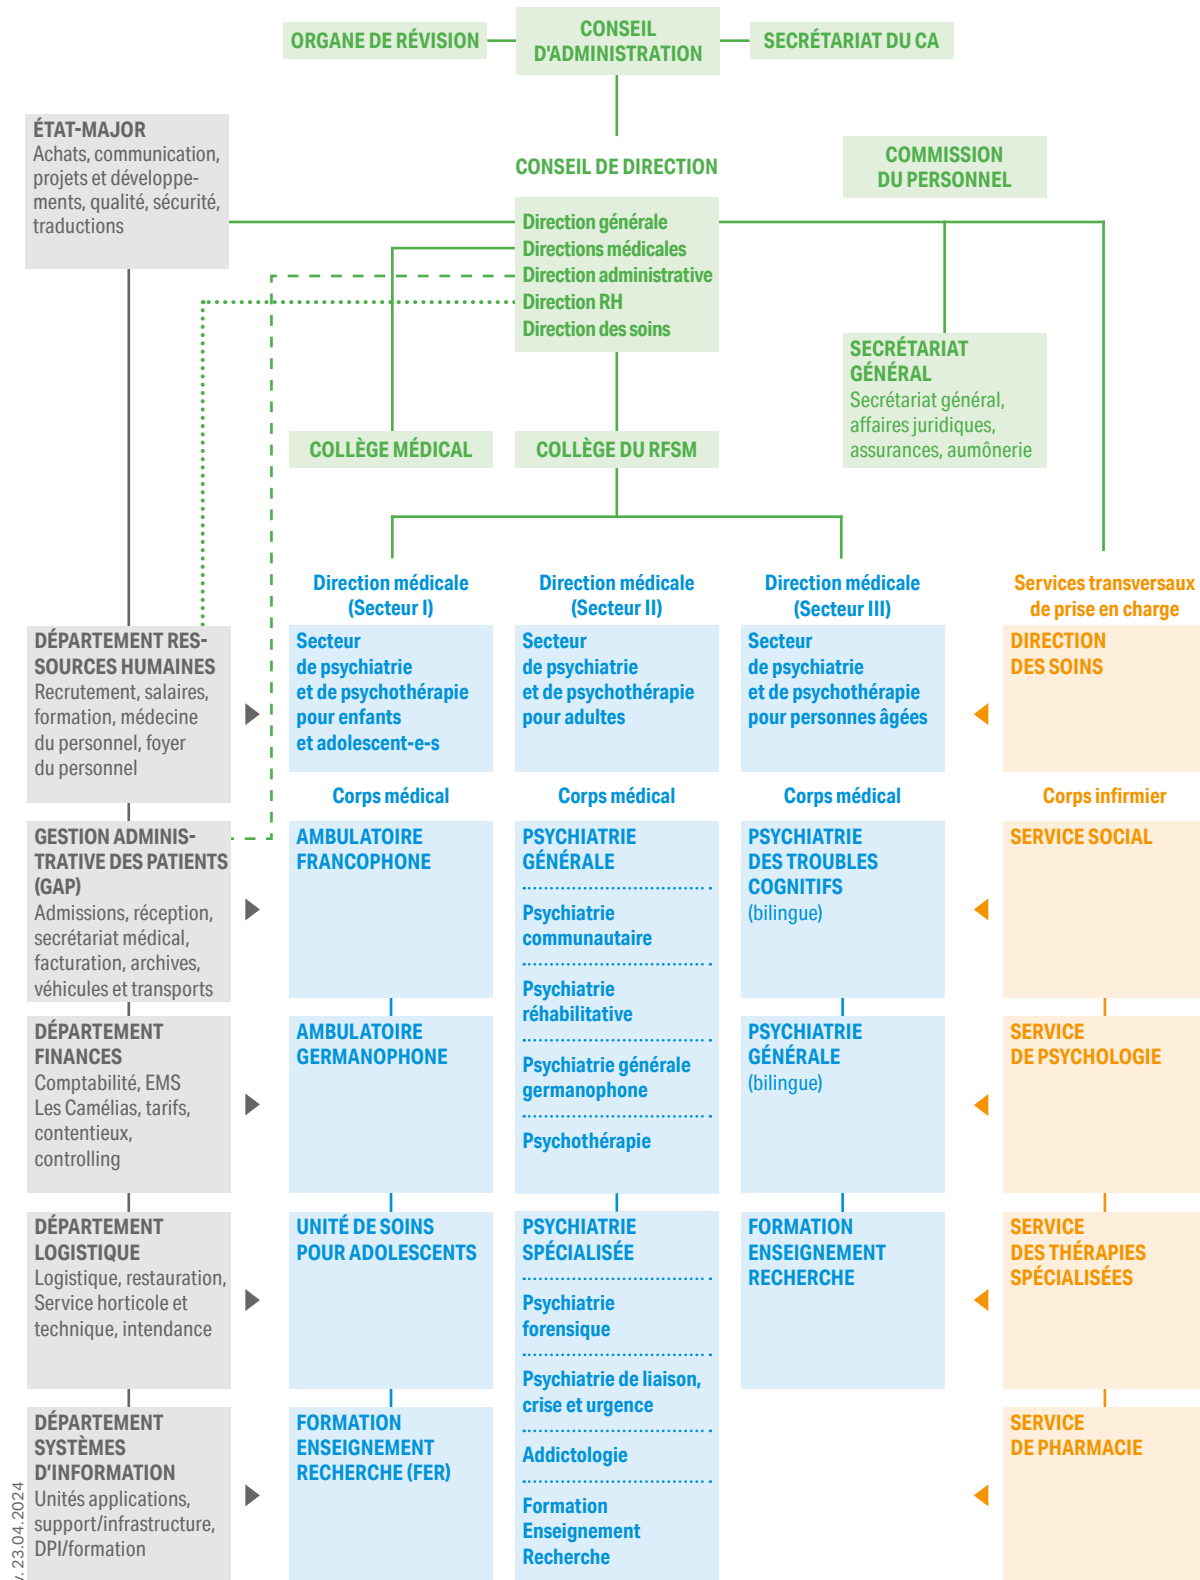 ORGANE DE RÉVISION
CONSEIL
D'ADMINISTRATION
SECRÉTARIAT DU CA
ÉTAT-MAJOR
Achats, communication,
projets et développe-
ments, qualité, sécurité,
traductions
CONSEIL DE DIRECTION
COMMISSION
DU PERSONNEL
Direction générale
Directions médicales
Direction administrative
Direction RH
Direction des soins
SECRÉTARIAT
GÉNÉRAL
Secrétariat général,
affaires juridiques,
assurances, aumônerie
COLLÈGE MÉDICAL
COLLÈGE DU RFSM
Direction médicale
(Secteur I)
Direction médicale
(Secteur II)
Direction médicale
(Secteur III)
Services transversaux
de prise en charge
DÉPARTEMENT RES-
SOURCES HUMAINES
Recrutement, salaires,
formation, médecine
du personnel, foyer
du personnel
Secteur
de psychiatrie
et de psychothérapie
pour enfants
et adolescent-e-s
Secteur
de psychiatrie
et de psychothérapie
pour adultes
Secteur
de psychiatrie
et de psychothérapie
pour personnes âgées
DIRECTION
DES SOINS
Corps médical
Corps médical
Corps médical
Corps infirmier
GESTION ADMINIS-
TRATIVE DES PATIENTS
(GAP)
Admissions, réception,
secrétariat médical,
facturation, archives,
véhicules et transports
AMBULATOIRE
FRANCOPHONE
PSYCHIATRIE
GÉNÉRALE
Psychiatrie
communautaire
Psychiatrie
réhabilitative
Psychiatrie générale
germanophone
Psychothérapie
PSYCHIATRIE
DES TROUBLES
COGNITIFS
(bilingue)
SERVICE SOCIAL
DÉPARTEMENT
FINANCES
Comptabilité, EMS
Les Camélias, tarifs,
contentieux,
controlling
AMBULATOIRE
GERMANOPHONE
PSYCHIATRIE
GÉNÉRALE
(bilingue)
SERVICE
DE PSYCHOLOGIE
DÉPARTEMENT
LOGISTIQUE
Logistique, restauration,
Service horticole et
technique, intendance
UNITÉ DE SOINS
POUR ADOLESCENTS
PSYCHIATRIE
SPÉCIALISÉE
Psychiatrie
forensique
Psychiatrie de liaison,
crise et urgence
Addictologie
Formation
Enseignement
Recherche
FORMATION
ENSEIGNEMENT
RECHERCHE
SERVICE
DES THÉRAPIES
SPÉCIALISÉES
DÉPARTEMENT
SYSTÈMES
D'INFORMATION
Unités applications,
support/infrastructure,
DPI/formation
FORMATION
ENSEIGNEMENT
RECHERCHE (FER)
SERVICE
DE PHARMACIE
23.04.2024